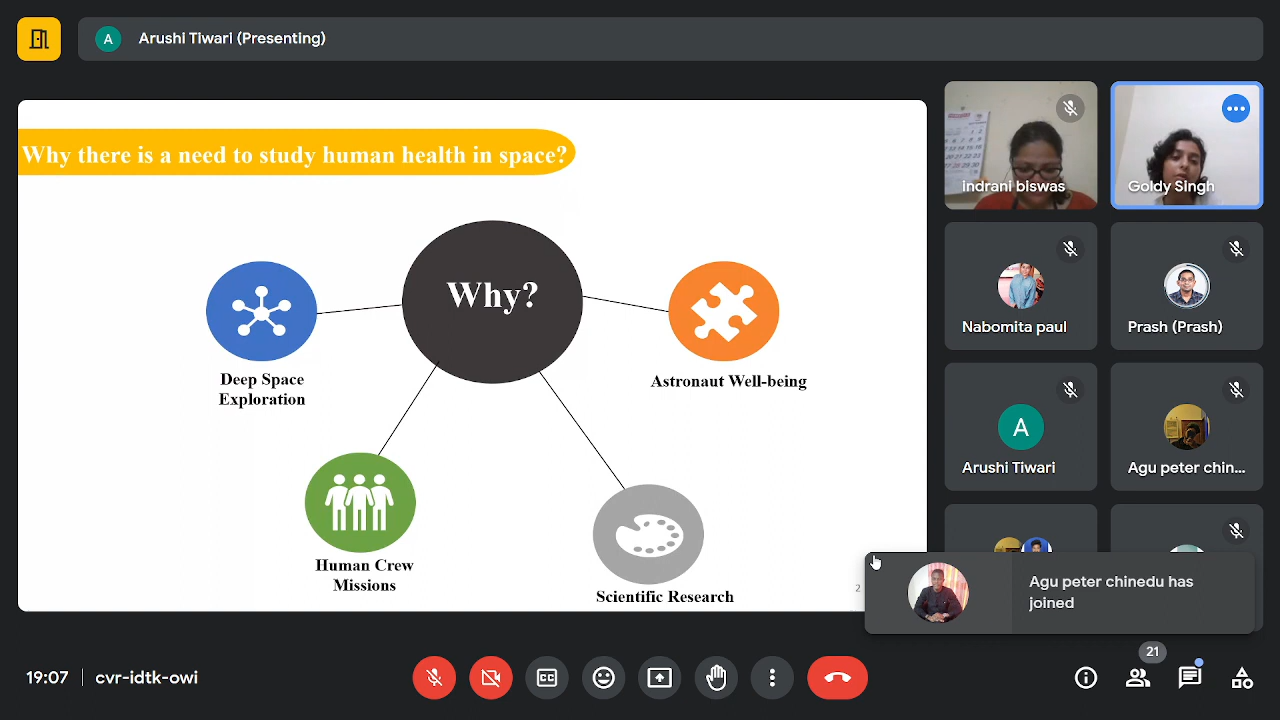 A
Arushi Tiwari (Presenting)
Why there is a need to study human health in space?
Why?
Deep Space
Exploration
Astronaut Well-being
Human Crew
Missions
Scientific Research
2
indrani biswas
Goldy Singh
Nabomita paul
Prash (Prash)
A
Arushi Tiwari
Agu peter chin...
Agu peter chinedu has
joined
19:07
cvr-idtk-owi
21